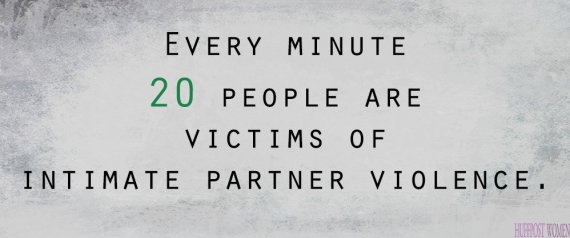 Every minute
20 people are
victims of
intimate partner violence.
HUFFPOST WOMEN